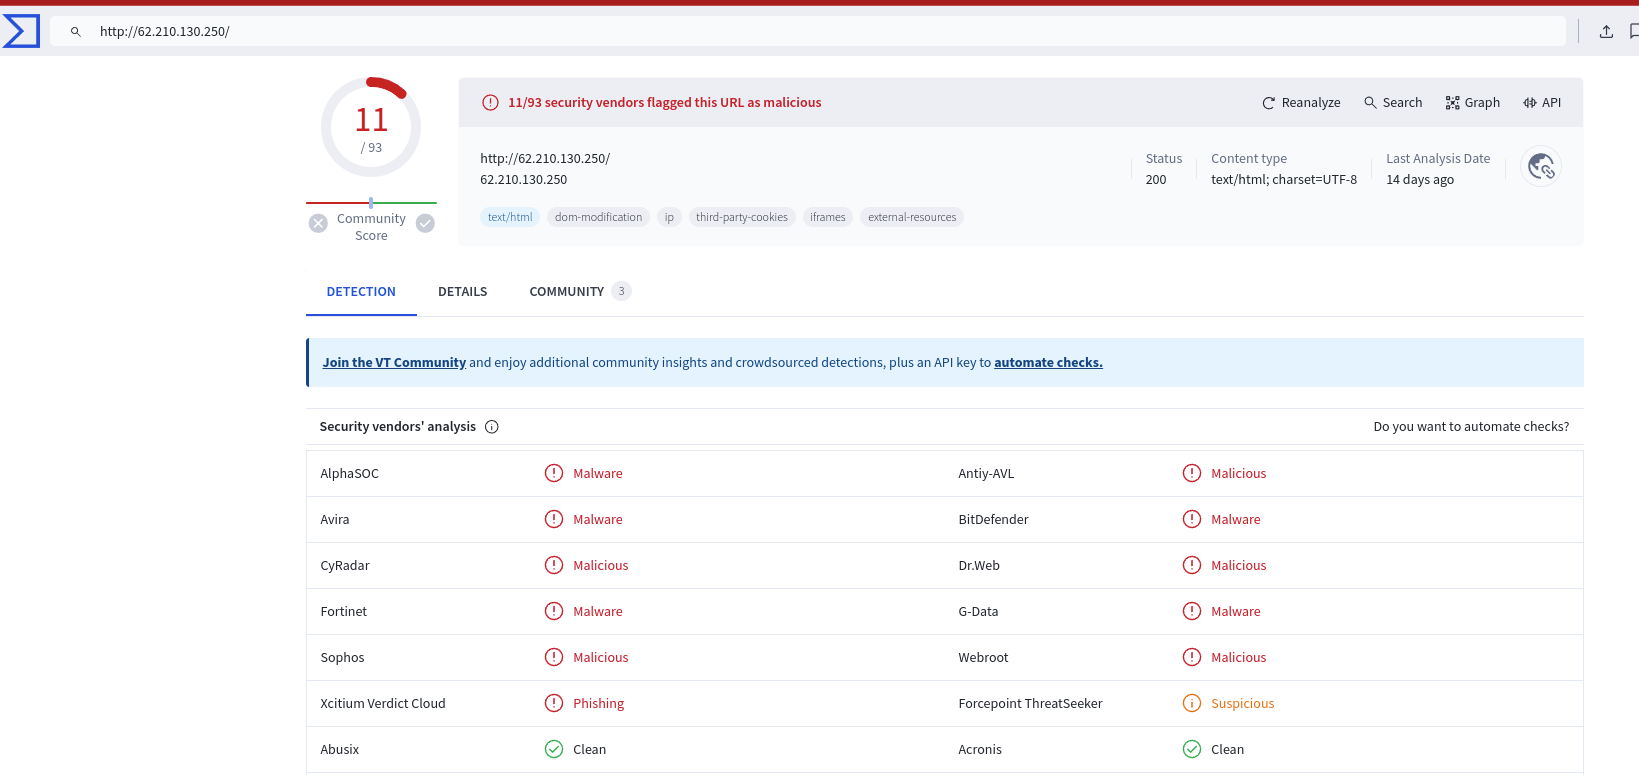 http://62.210.130.250/
11
/ 93
Community
Score
11/93 security vendors flagged this URL as malicious
Reanalyze
Search
Graph
API
http://62.210.130.250/
62.210.130.250
Status
200
Content type
text/html; charset=UTF-8
Last Analysis Date
14 days ago
text/html
dom-modification
ip
third-party-cookies
iframes
external-resources
DETECTION
DETAILS
COMMUNITY 3
Join the VT Community and enjoy additional community insights and crowdsourced detections, plus an API key to automate checks.
Security vendors' analysis
Do you want to automate checks?
AlphaSOC Malware Antiy-AVL Malicious
Avira Malware BitDefender Malware
CyRadar Malicious Dr.Web Malicious
Fortinet Malware G-Data Malware
Sophos Malicious Webroot Malicious
Xcitium Verdict Cloud Phishing Forcepoint ThreatSeeker Suspicious
Abusix Clean Acronis Clean